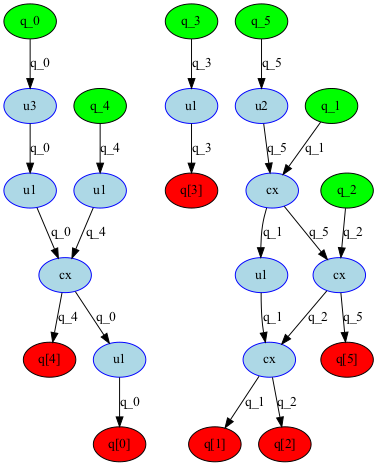 q_0 q_3 q_5
q_0 q_3 q_5
u3 q_4 u1 u2 q_1
q_0 q_4 q_3 q_5 q_1
u1 u1 q[3] cx q_2
q_0 q_4 q_1 q_5 q_2
cx u1 cx
q_4 q_0 q_1 q_2 q_5
q[4] u1 cx q[5]
q_0 q_1 q_2
q[0] q[1] q[2]